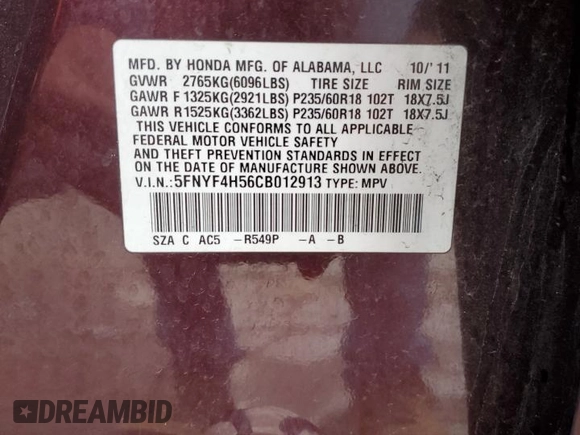 MFD. BY HONDA MFG. OF ALABAMA, LLC 10/'11
GVWR 2765KG(6096LBS) TIRE SIZE RIM SIZE
GAWR F 1325KG(2921LBS) P235/60R18 102T 18X7.5J
GAWR R 1525KG(3362LBS) P235/60R18 102T 18X7.5J
THIS VEHICLE CONFORMS TO ALL APPLICABLE
FEDERAL MOTOR VEHICLE SAFETY
AND THEFT PREVENTION STANDARDS IN EFFECT
ON THE DATE OF MANUFACTURE SHOWN ABOVE.
V.I.N.: 5FNYF4H56CB012913 TYPE: MPV
SZA C AC5 -R549P -A -B
DREAMBID